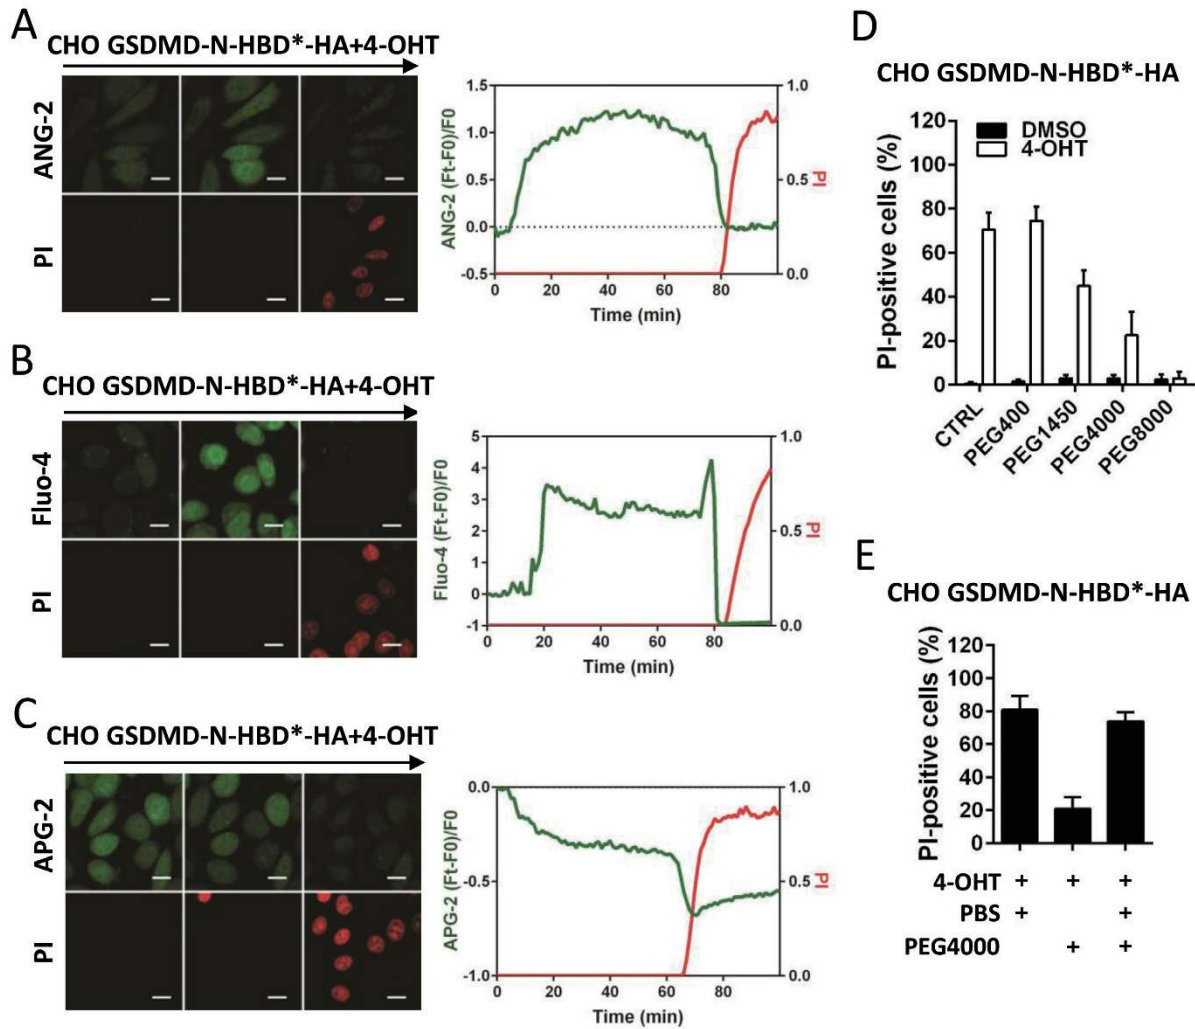 A
CHO GSDMD-N-HBD*-HA+4-OHT
ANG-2
PI
ANG-2 (Ft-F0)/F0
1.5
1.0
0.5
0.0
-0.5
1.0
0.5
0.0
PI
0 20 40 60 80
Time (min)
B
CHO GSDMD-N-HBD*-HA+4-OHT
Fluo-4
PI
Fluo-4 (Ft-F0)/F0
5
4
3
2
1
0
-1
1.0
0.5
0.0
PI
0 20 40 60 80
Time (min)
C
CHO GSDMD-N-HBD*-HA+4-OHT
APG-2
PI
APG-2 (Ft-F0)/F0
0.0
-0.5
-1.0
1.0
0.5
0.0
PI
0 20 40 60 80
Time (min)
D
CHO GSDMD-N-HBD*-HA
PI-positive cells (%)
120
100
80
60
40
20
0
DMSO
4-OHT
CTRL
PEG400
PEG1450
PEG4000
PEG8000
E
CHO GSDMD-N-HBD*-HA
PI-positive cells (%)
120
100
80
60
40
20
0
4-OHT + + +
PBS + +
PEG4000 + +